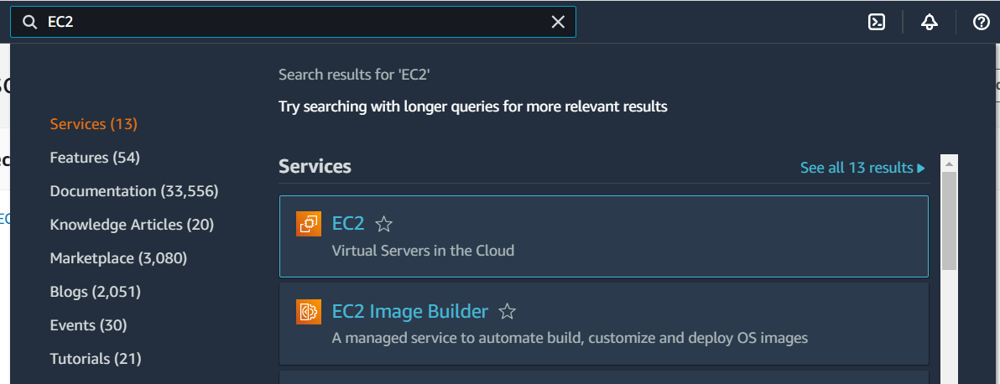 EC2
Search results for 'EC2'
Try searching with longer queries for more relevant results
Services (13)
Features (54)
Documentation (33,556)
Knowledge Articles (20)
Marketplace (3,080)
Blogs (2,051)
Events (30)
Tutorials (21)
Services
See all 13 results
EC2
Virtual Servers in the Cloud
EC2 Image Builder
A managed service to automate build, customize and deploy OS images